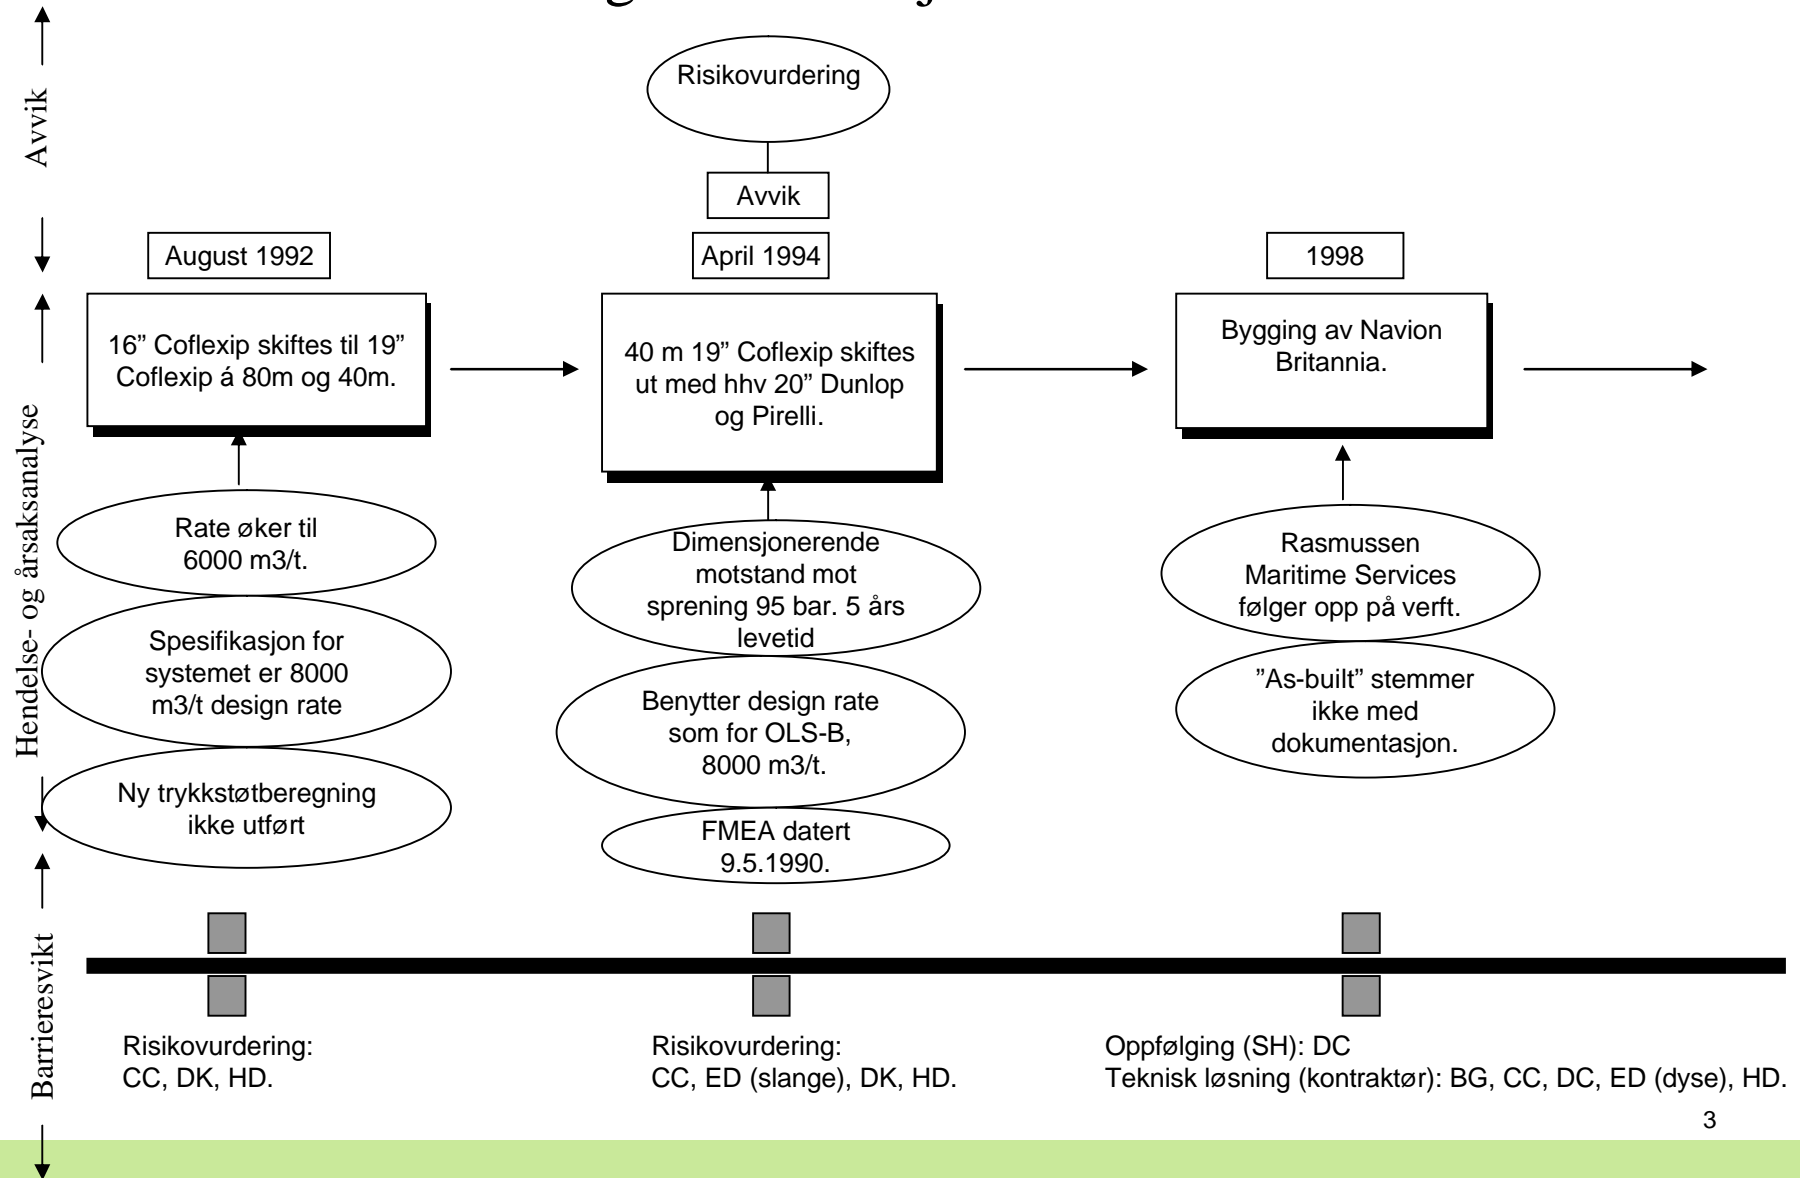 Risikovurdering
Avvik
Avvik
August 1992
April 1994
1998
16” Coflexip skiftes til 19”
Coflexip á 80m og 40m.
40 m 19” Coflexip skiftes
ut med hhv 20” Dunlop
og Pirelli.
Bygging av Navion
Britannia.
Hendelse- og årsaksanalyse
Rate øker til
6000 m3/t.
Spesifikasjon for
systemet er 8000
m3/t design rate
Ny trykkstøtberegning
ikke utført
Dimensjonerende
motstand mot
sprening 95 bar. 5 års
levetid
Benytter design rate
som for OLS-B,
8000 m3/t.
FMEA datert
9.5.1990.
Rasmussen
Maritime Services
følger opp på verft.
”As-built” stemmer
ikke med
dokumentasjon.
Barrieresvikt
Risikovurdering:
CC, DK, HD.
Risikovurdering:
CC, ED (slange), DK, HD.
Oppfølging (SH): DC
Teknisk løsning (kontraktør): BG, CC, DC, ED (dyse), HD.
3